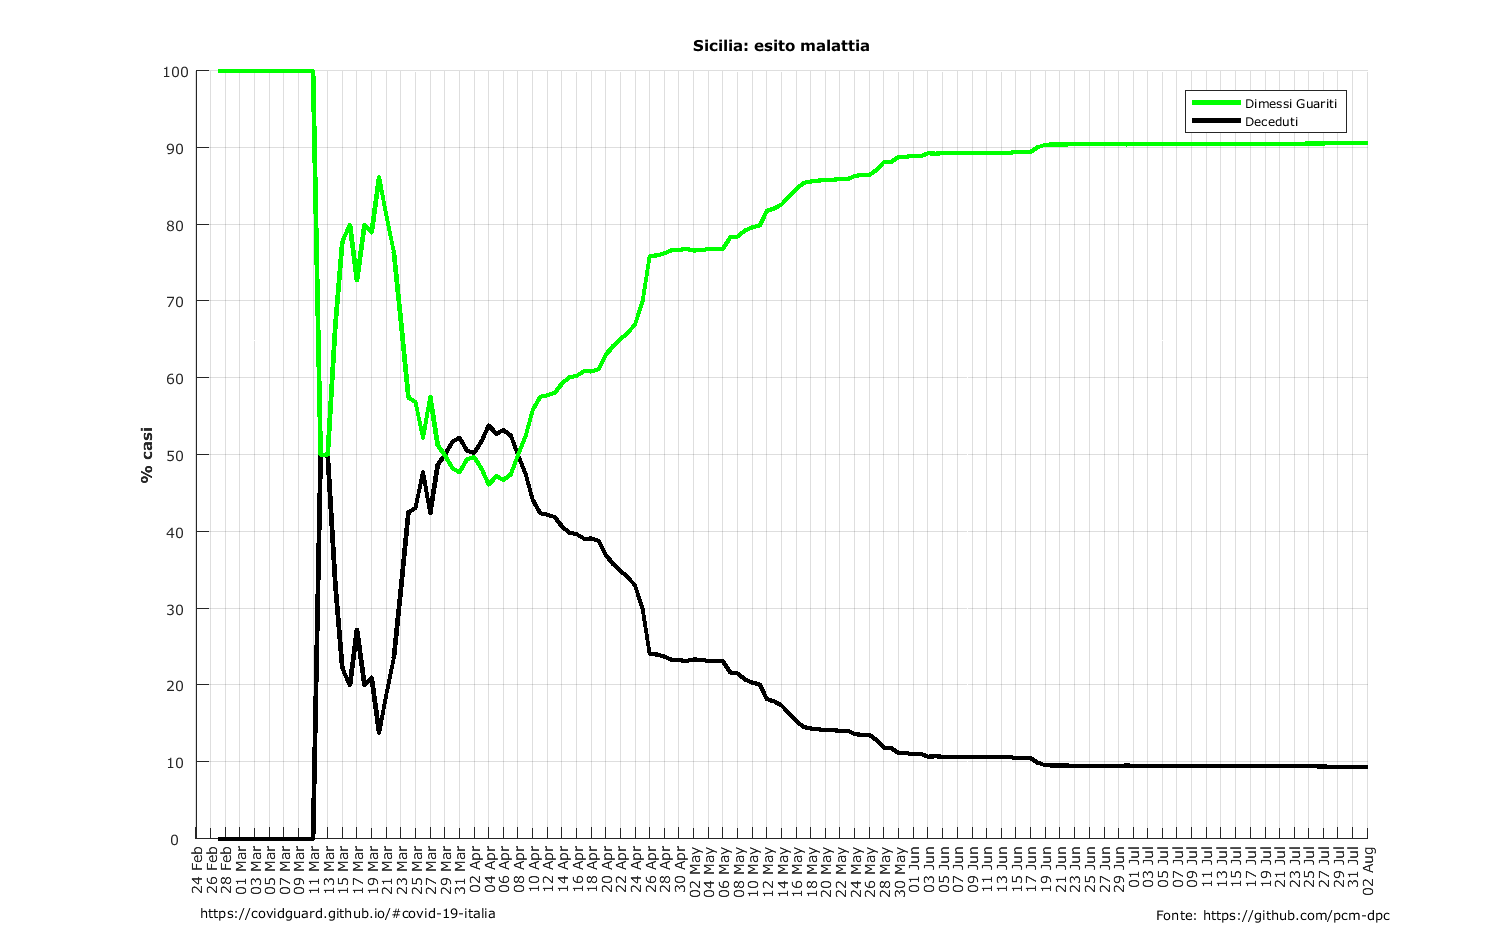 Sicilia: esito malattia
Dimessi Guariti
Deceduti
% casi
100
90
80
70
60
50
40
30
20
10
0
24 Feb
26 Feb
28 Feb
01 Mar
03 Mar
05 Mar
07 Mar
09 Mar
11 Mar
13 Mar
15 Mar
17 Mar
19 Mar
21 Mar
23 Mar
25 Mar
27 Mar
29 Mar
31 Mar
02 Apr
04 Apr
06 Apr
08 Apr
10 Apr
12 Apr
14 Apr
16 Apr
18 Apr
20 Apr
22 Apr
24 Apr
26 Apr
28 Apr
30 Apr
02 May
04 May
06 May
08 May
10 May
12 May
14 May
16 May
18 May
20 May
22 May
24 May
26 May
28 May
30 May
01 Jun
03 Jun
05 Jun
07 Jun
09 Jun
11 Jun
13 Jun
15 Jun
17 Jun
19 Jun
21 Jun
23 Jun
25 Jun
27 Jun
29 Jun
01 Jul
03 Jul
05 Jul
07 Jul
09 Jul
11 Jul
13 Jul
15 Jul
17 Jul
19 Jul
21 Jul
23 Jul
25 Jul
27 Jul
29 Jul
31 Jul
02 Aug
https://covidguard.github.io/#covid-19-italia
Fonte: https://github.com/pcm-dpc